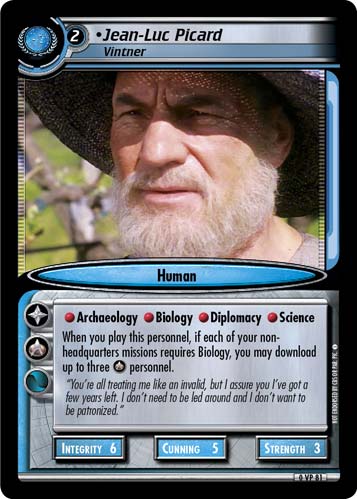 2 •Jean-Luc Picard
Vintner
Human
Archaeology Biology Diplomacy Science
When you play this personnel, if each of your non-
headquarters missions requires Biology, you may download
up to three personnel.
"You're all treating me like an invalid, but I assure you I've got a
few years left. I don't need to be led around and I don't want to
be patronized."
INTEGRITY 6 CUNNING 5 STRENGTH 3
0 VP 81